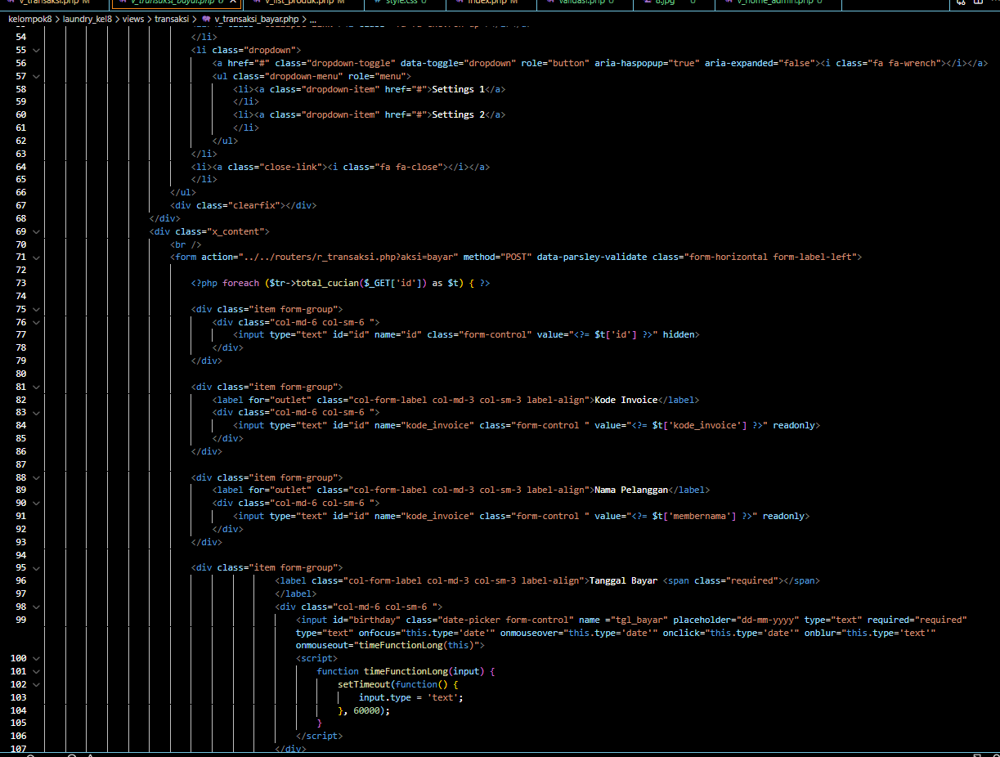 v_transaksi.php M v_transaksi_bayar.php U v_list_produk.php M style.css U index.php M validasi.php U 8.jpg U v_home_admin.php U
kelompok8 > laundry_kel8 > views > transaksi > v_transaksi_bayar.php > ...
54 </li>
55 <li class="dropdown">
56 <a href="#" class="dropdown-toggle" data-toggle="dropdown" role="button" aria-haspopup="true" aria-expanded="false"><i class="fa fa-wrench"></i></a>
57 <ul class="dropdown-menu" role="menu">
58 <li><a class="dropdown-item" href="#">Settings 1</a>
59 </li>
60 <li><a class="dropdown-item" href="#">Settings 2</a>
61 </li>
62 </ul>
63 </li>
64 <li><a class="close-link"><i class="fa fa-close"></i></a>
65 </li>
66 </ul>
67 <div class="clearfix"></div>
68 </div>
69 <div class="x_content">
70 <br />
71 <form action="../../routers/r_transaksi.php?aksi=bayar" method="POST" data-parsley-validate class="form-horizontal form-label-left">
72
73 <?php foreach ($tr->total_cucian($_GET['id']) as $t) { ?>
74
75 <div class="item form-group">
76 <div class="col-md-6 col-sm-6 ">
77 <input type="text" id="id" name="id" class="form-control" value="<?= $t['id'] ?>" hidden>
78 </div>
79 </div>
80
81 <div class="item form-group">
82 <label for="outlet" class="col-form-label col-md-3 col-sm-3 label-align">Kode Invoice</label>
83 <div class="col-md-6 col-sm-6 ">
84 <input type="text" id="id" name="kode_invoice" class="form-control " value="<?= $t['kode_invoice'] ?>" readonly>
85 </div>
86 </div>
87
88 <div class="item form-group">
89 <label for="outlet" class="col-form-label col-md-3 col-sm-3 label-align">Nama Pelanggan</label>
90 <div class="col-md-6 col-sm-6 ">
91 <input type="text" id="id" name="kode_invoice" class="form-control " value="<?= $t['membernama'] ?>" readonly>
92 </div>
93 </div>
94
95 <div class="item form-group">
96 <label class="col-form-label col-md-3 col-sm-3 label-align">Tanggal Bayar <span class="required"></span>
97 </label>
98 <div class="col-md-6 col-sm-6 ">
99 <input id="birthday" class="date-picker form-control" name ="tgl_bayar" placeholder="dd-mm-yyyy" type="text" required="required"
type="text" onfocus="this.type='date'" onmouseover="this.type='date'" onclick="this.type='date'" onblur="this.type='text'"
onmouseout="timeFunctionLong(this)">
100 <script>
101 function timeFunctionLong(input) {
102 setTimeout(function() {
103 input.type = 'text';
104 }, 60000);
105 }
106 </script>
107 </div>